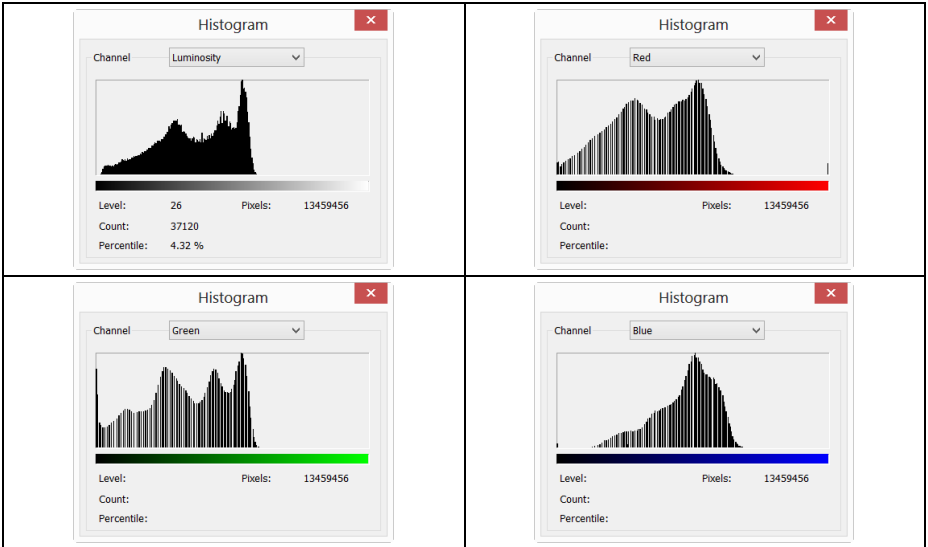 Histogram
Channel Luminosity
Level: 26 Pixels: 13459456
Count: 37120
Percentile: 4.32 %
Histogram
Channel Red
Level: Pixels: 13459456
Count:
Percentile:
Histogram
Channel Green
Level: Pixels: 13459456
Count:
Percentile:
Histogram
Channel Blue
Level: Pixels: 13459456
Count:
Percentile: